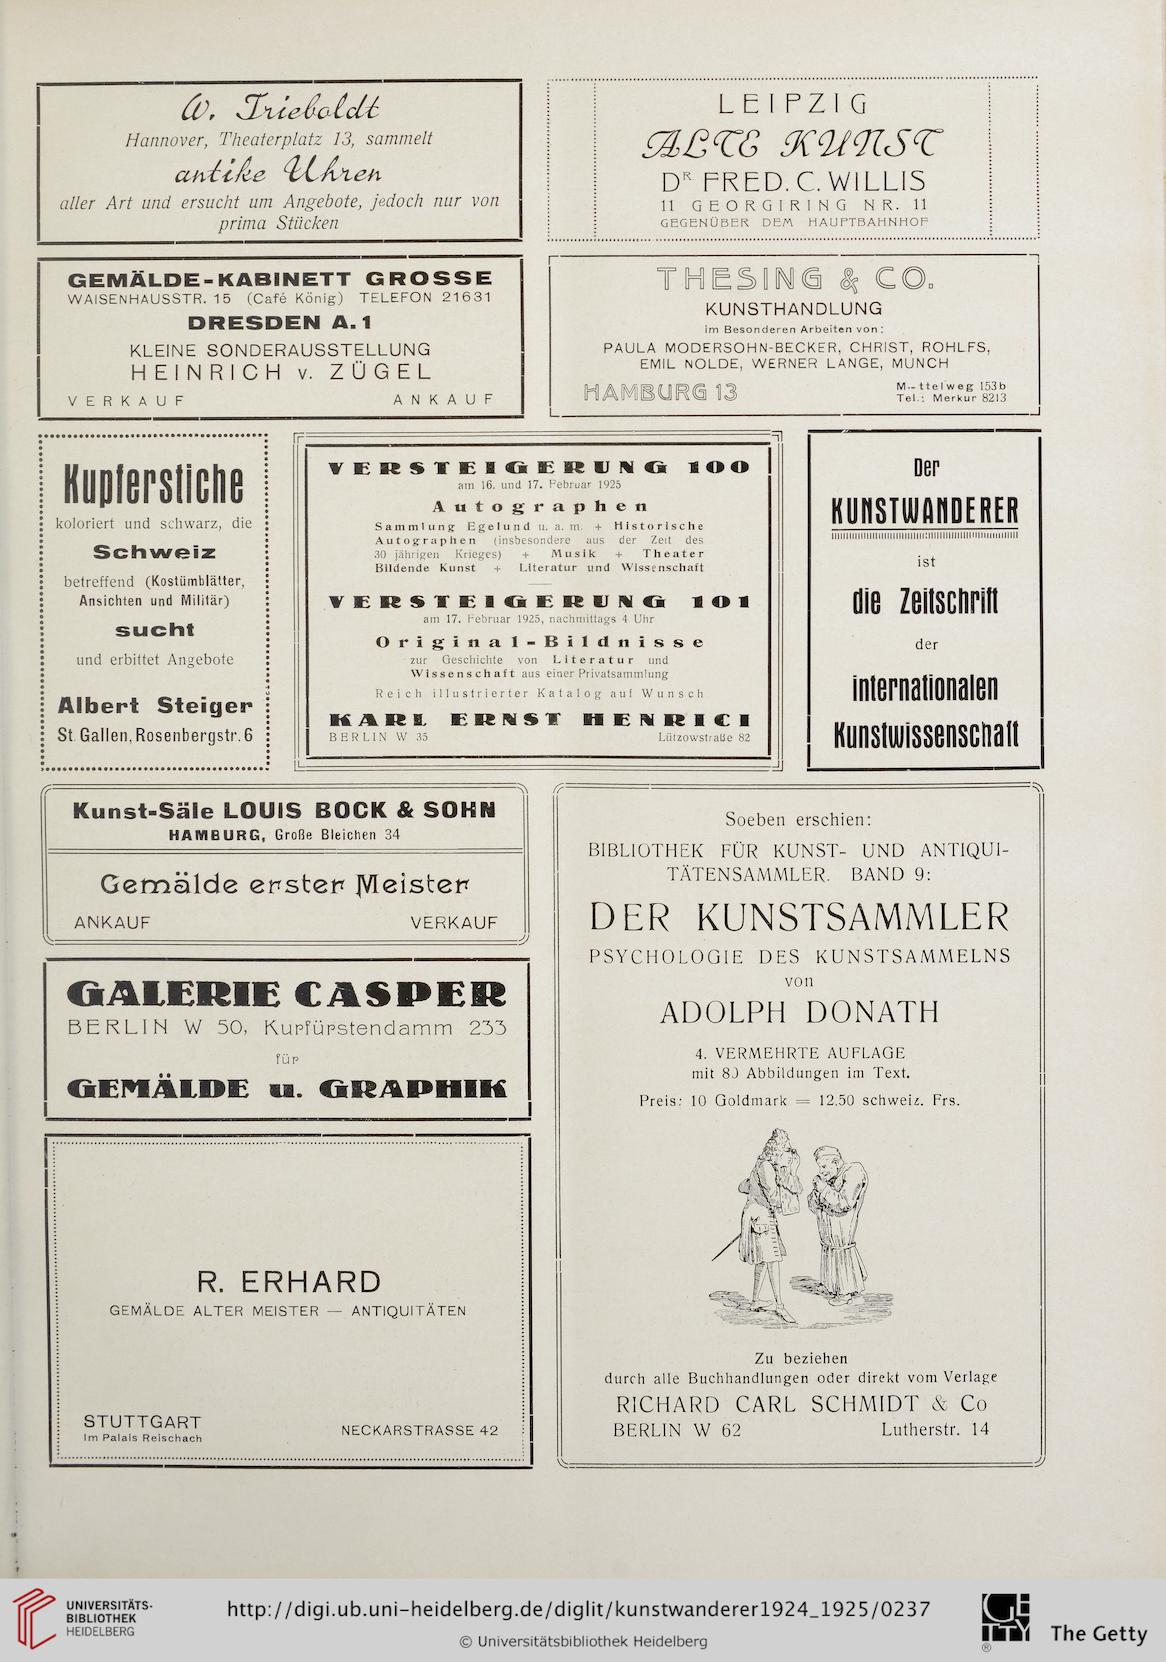 W. Trieboldt
Hannover, Theaterplatz 13, sammelt
antike Uhren
aller Art und ersucht um Angebote, jedoch nur von
prima Stücken
LEIPZIG
ALTE KUNST
DR. FRED. C. WILLIS
11 GEORGIRING NR. 11
GEGENÜBER DEM HAUPTBAHNHOF
GEMÄLDE-KABINETT GROSSE
WAISENHAUSSTR. 15 (Café König) TELEFON 21631
DRESDEN A. 1
KLEINE SONDERAUSSTELLUNG
HEINRICH v. ZÜGEL
VERKAUF ANKAUF
THESING & CO.
KUNSTHANDLUNG
im Besonderen Arbeiten von:
PAULA MODERSOHN-BECKER, CHRIST, ROHLFS,
EMIL NOLDE, WERNER LANGE, MUNCH
HAMBURG 13
M--ttelweg 153b
Tel.: Merkur 8213
Kupferstiche
koloriert und schwarz, die
Schweiz
betreffend (Kostümblätter,
Ansichten und Militär)
sucht
und erbittet Angebote
Albert Steiger
St. Gallen, Rosenbergstr. 6
VERSTEIGERUNG 100
am 16. und 17. Februar 1925
Autographen
Sammlung Egelund u. a. m. + Historische
Autographen (insbesondere aus der Zeit des
30 jährigen Krieges) + Musik + Theater
Bildende Kunst + Literatur und Wissenschaft
VERSTEIGERUNG 101
am 17. Februar 1925, nachmittags 4 Uhr
Original-Bildnisse
zur Geschichte von Literatur und
Wissenschaft aus einer Privatsammlung
Reich illustrierter Katalog auf Wunsch
KARL ERNST HENRICI
BERLIN W 35 Lützowstraße 82
Der
KUNSTWANDERER
ist
die Zeitschrift
der
internationalen
Kunstwissenschaft
Kunst-Säle LOUIS BOCK & SOHN
HAMBURG, Große Bleichen 34
Gemälde erster Meister
ANKAUF VERKAUF
GALERIE CASPER
BERLIN W 50, Kurfürstendamm 233
für
GEMÄLDE u. GRAPHIK
R. ERHARD
GEMÄLDE ALTER MEISTER — ANTIQUITÄTEN
STUTTGART
Im Palais Reischach
NECKARSTRASSE 42
Soeben erschien:
BIBLIOTHEK FÜR KUNST- UND ANTIQUI-
TÄTENSAMMLER. BAND 9:
DER KUNSTSAMMLER
PSYCHOLOGIE DES KUNSTSAMMELNS
von
ADOLPH DONATH
4. VERMEHRTE AUFLAGE
mit 80 Abbildungen im Text.
Preis: 10 Goldmark = 12.50 schweiz. Frs.
Zu beziehen
durch alle Buchhandlungen oder direkt vom Verlage
RICHARD CARL SCHMIDT & Co
BERLIN W 62 Lutherstr. 14
UNIVERSITÄTS-
BIBLIOTHEK
HEIDELBERG
http://digi.ub.uni-heidelberg.de/diglit/kunstwanderer1924_1925/0237
© Universitätsbibliothek Heidelberg
GETTY
®
The Getty